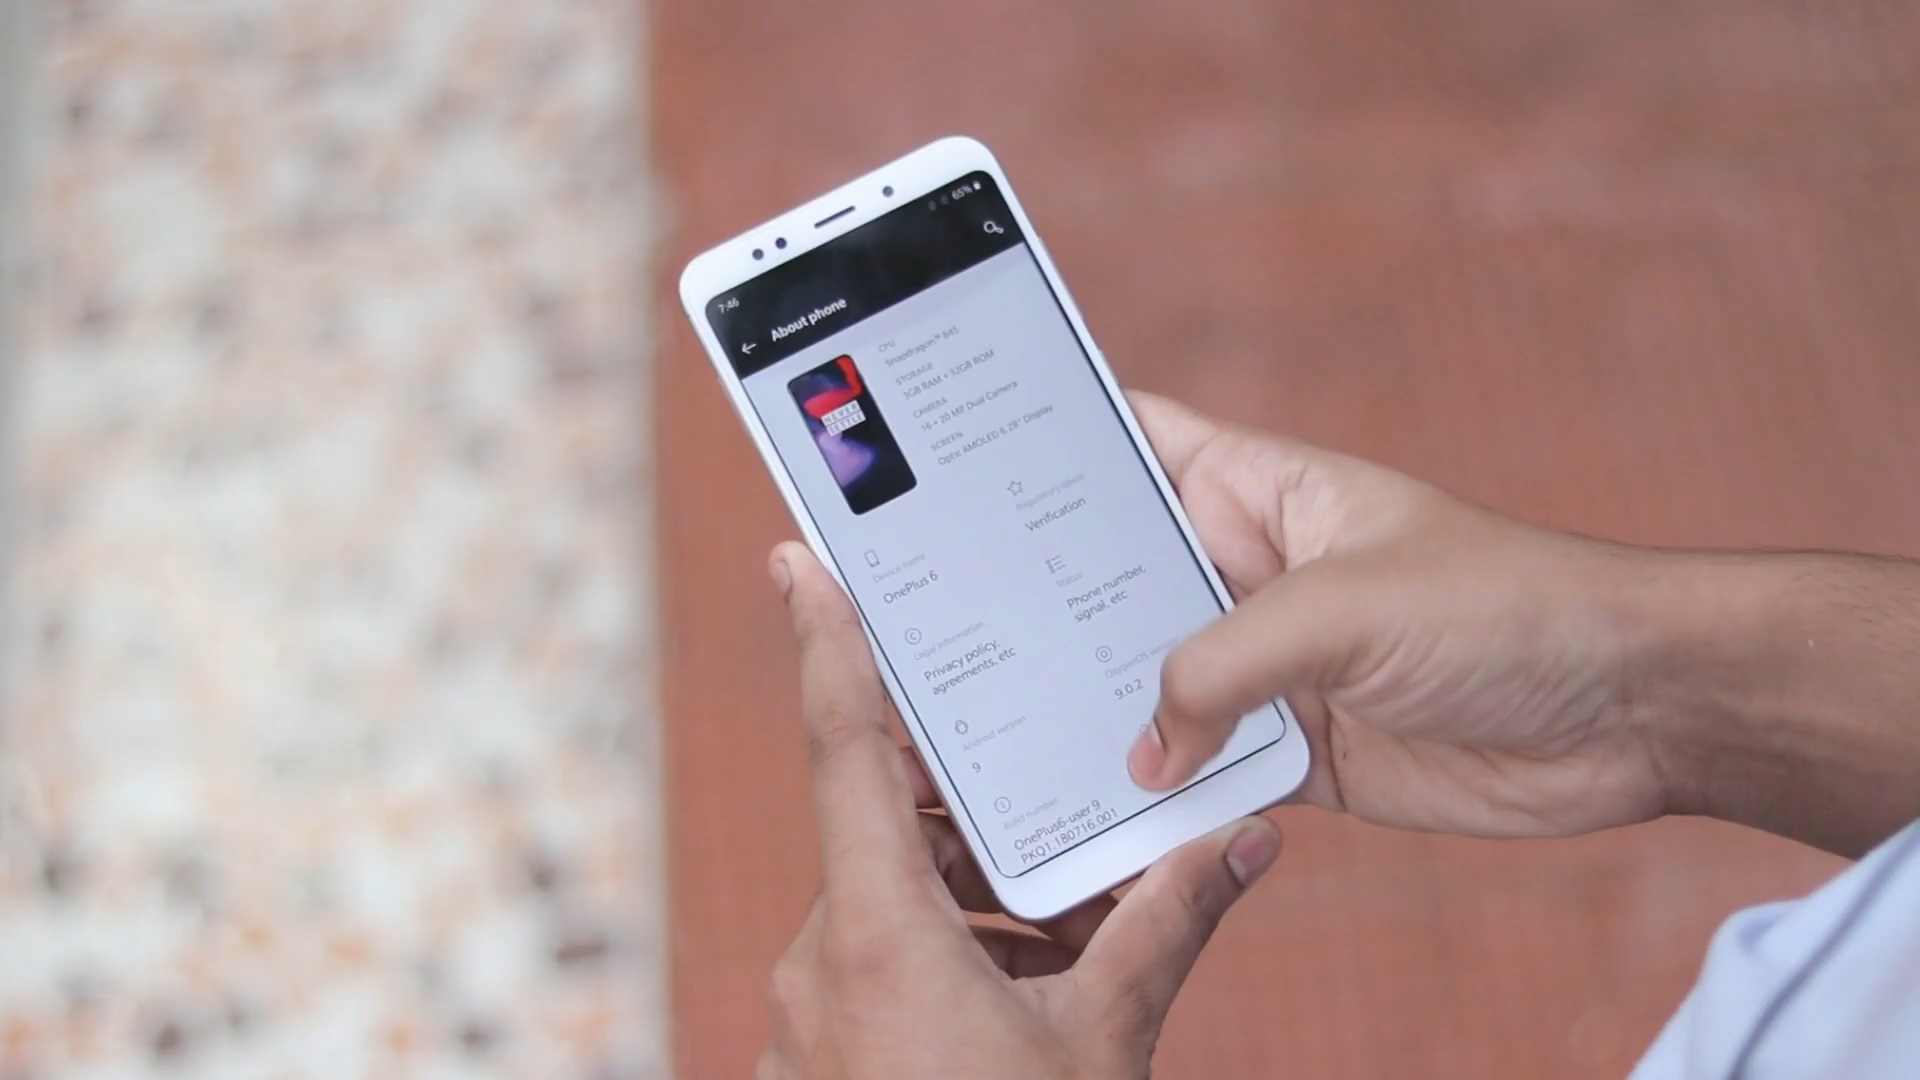 7:46
65%
About phone
CPU
Snapdragon™ 845
STORAGE
3GB RAM + 32GB ROM
CAMERA
16 + 20 MP Dual Camera
SCREEN
Optic AMOLED 6.28" Display
NEVER
SETTLE
Device name
OnePlus 6
Regulatory labels
Verification
Legal information
Privacy policy,
agreements, etc
Status
Phone number,
signal, etc
Android version
9
OxygenOS
9.0.2
Build number
OnePlus6-user 9
PKQ1.180716.001